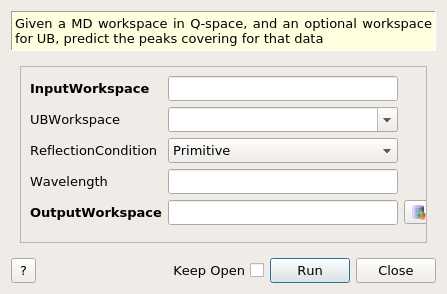 Given a MD workspace in Q-space, and an optional workspace
for UB, predict the peaks covering for that data
InputWorkspace
UBWorkspace
ReflectionCondition Primitive
Wavelength
OutputWorkspace
? Keep Open Run Close